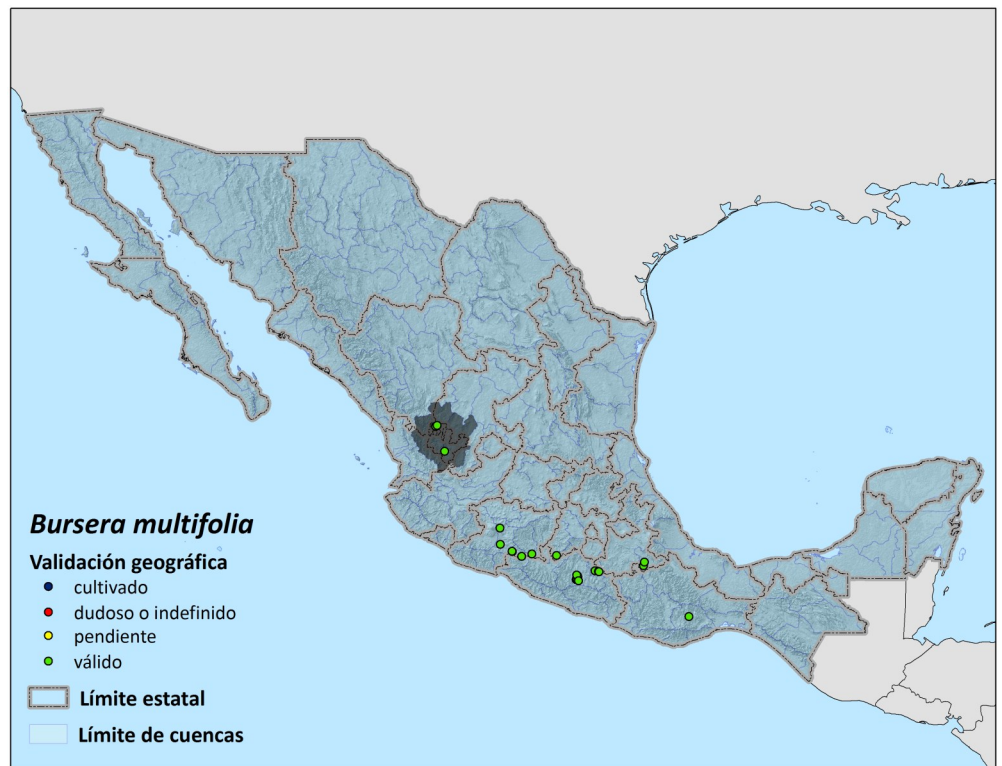 Bursera multifolia
Validación geográfica
cultivado
dudoso o indefinido
pendiente
válido
Límite estatal
Límite de cuencas